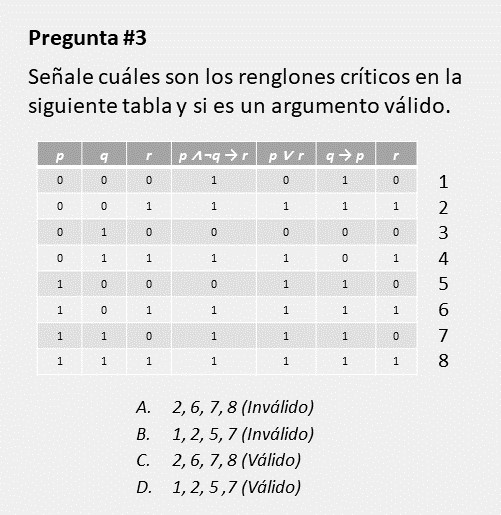 Pregunta #3
Señale cuáles son los renglones críticos en la
siguiente tabla y si es un argumento válido.
p q r p ∧¬q → r p ∨ r q → p r
0 0 0 1 0 1 0 1
0 0 1 1 1 1 1 2
0 1 0 0 0 0 0 3
0 1 1 1 1 0 1 4
1 0 0 0 1 1 0 5
1 0 1 1 1 1 1 6
1 1 0 1 1 1 0 7
1 1 1 1 1 1 1 8
A. 2, 6, 7, 8 (Inválido)
B. 1, 2, 5, 7 (Inválido)
C. 2, 6, 7, 8 (Válido)
D. 1, 2, 5 ,7 (Válido)